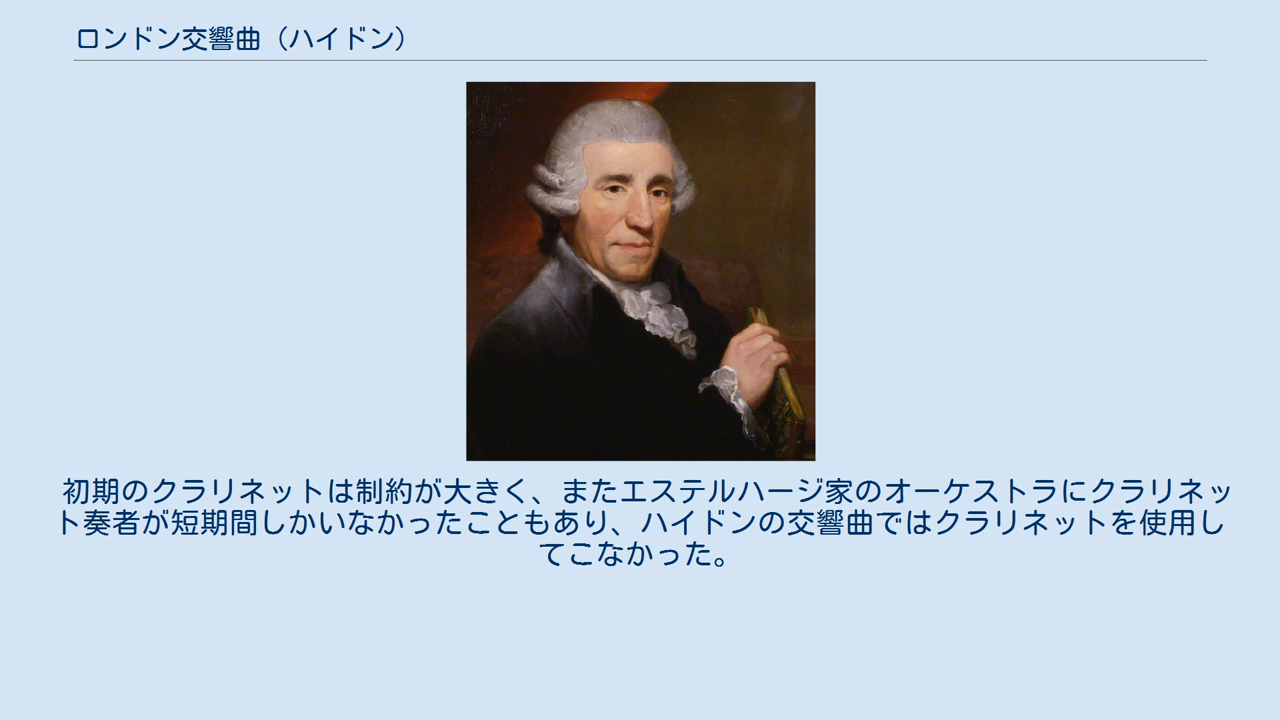 ロンドン交響曲（ハイドン）
初期のクラリネットは制約が大きく、またエステルハージ家のオーケストラにクラリネッ
ト奏者が短期間しかいなかったこともあり、ハイドンの交響曲ではクラリネットを使用し
てこなかった。